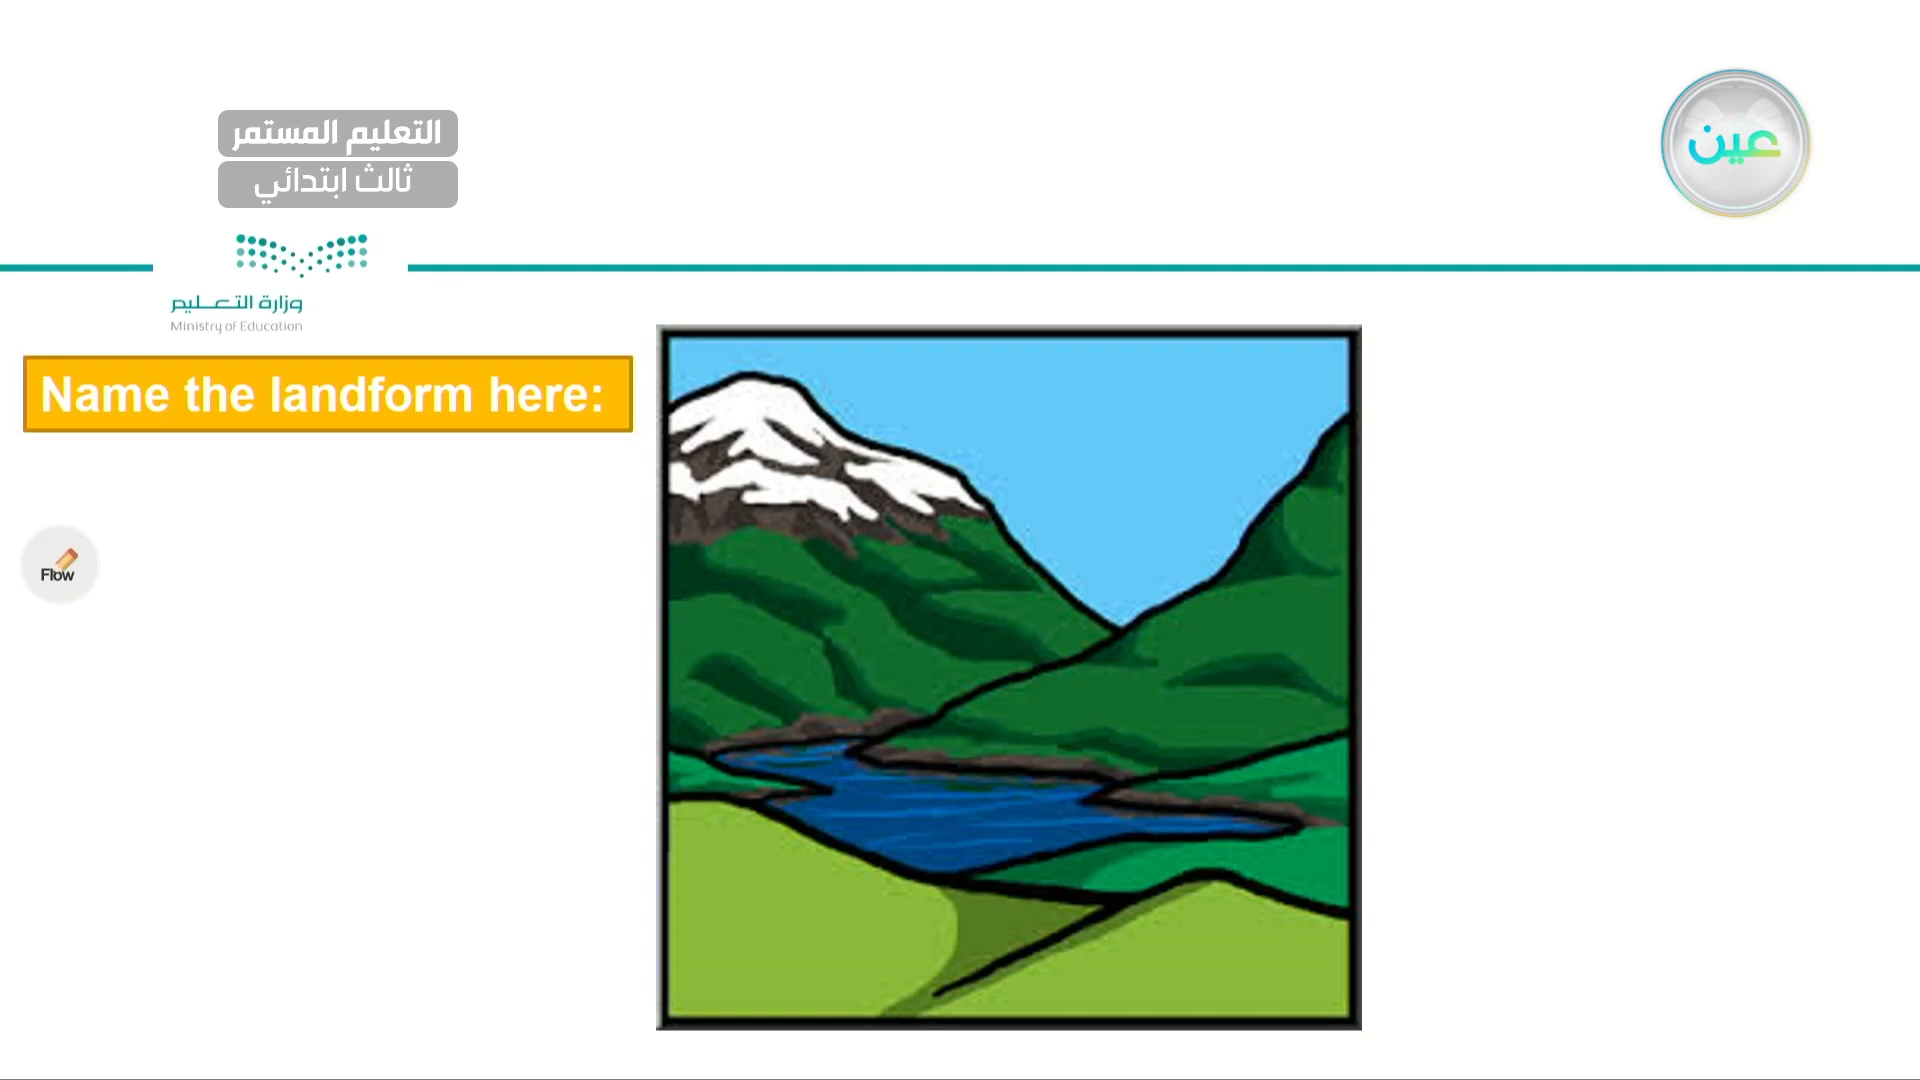 التعليم المستمر
ثالث ابتدائي
عين
وزارة التعليم
Ministry of Education
Name the landform here:
Flow